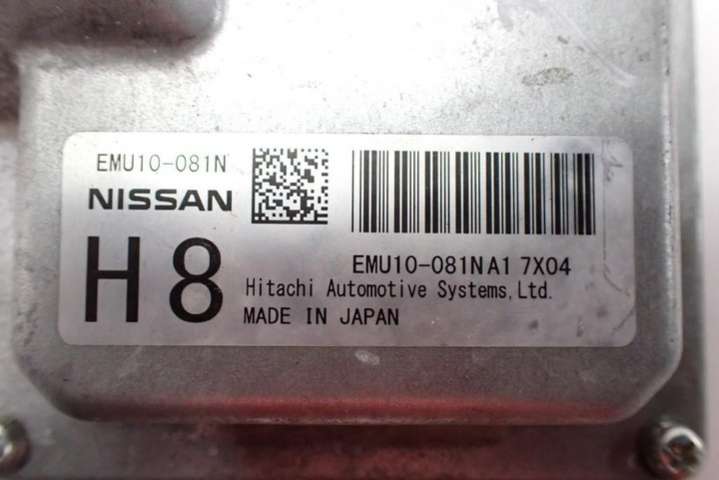 EMU10-081N
NISSAN
H8
EMU10-081NA1 7X04
Hitachi Automotive Systems,Ltd.
MADE IN JAPAN